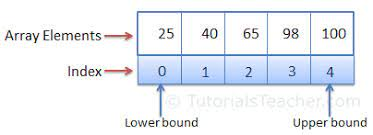 Array Elements 25 40 65 98 100
Index 0 1 2 3 4
© TutorialsTeacher.com
Lower bound Upper bound